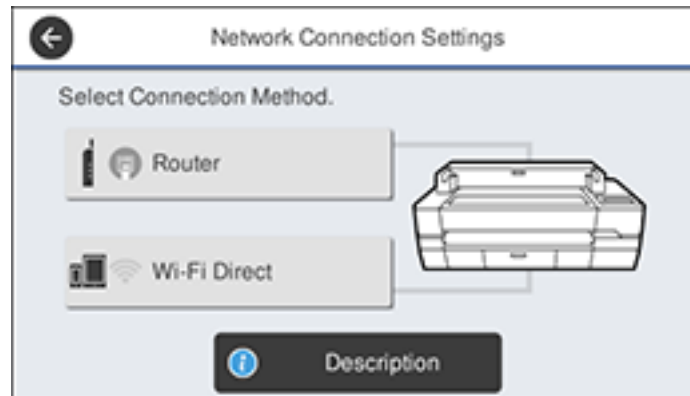 Network Connection Settings
Select Connection Method.
Router
Wi-Fi Direct
Description